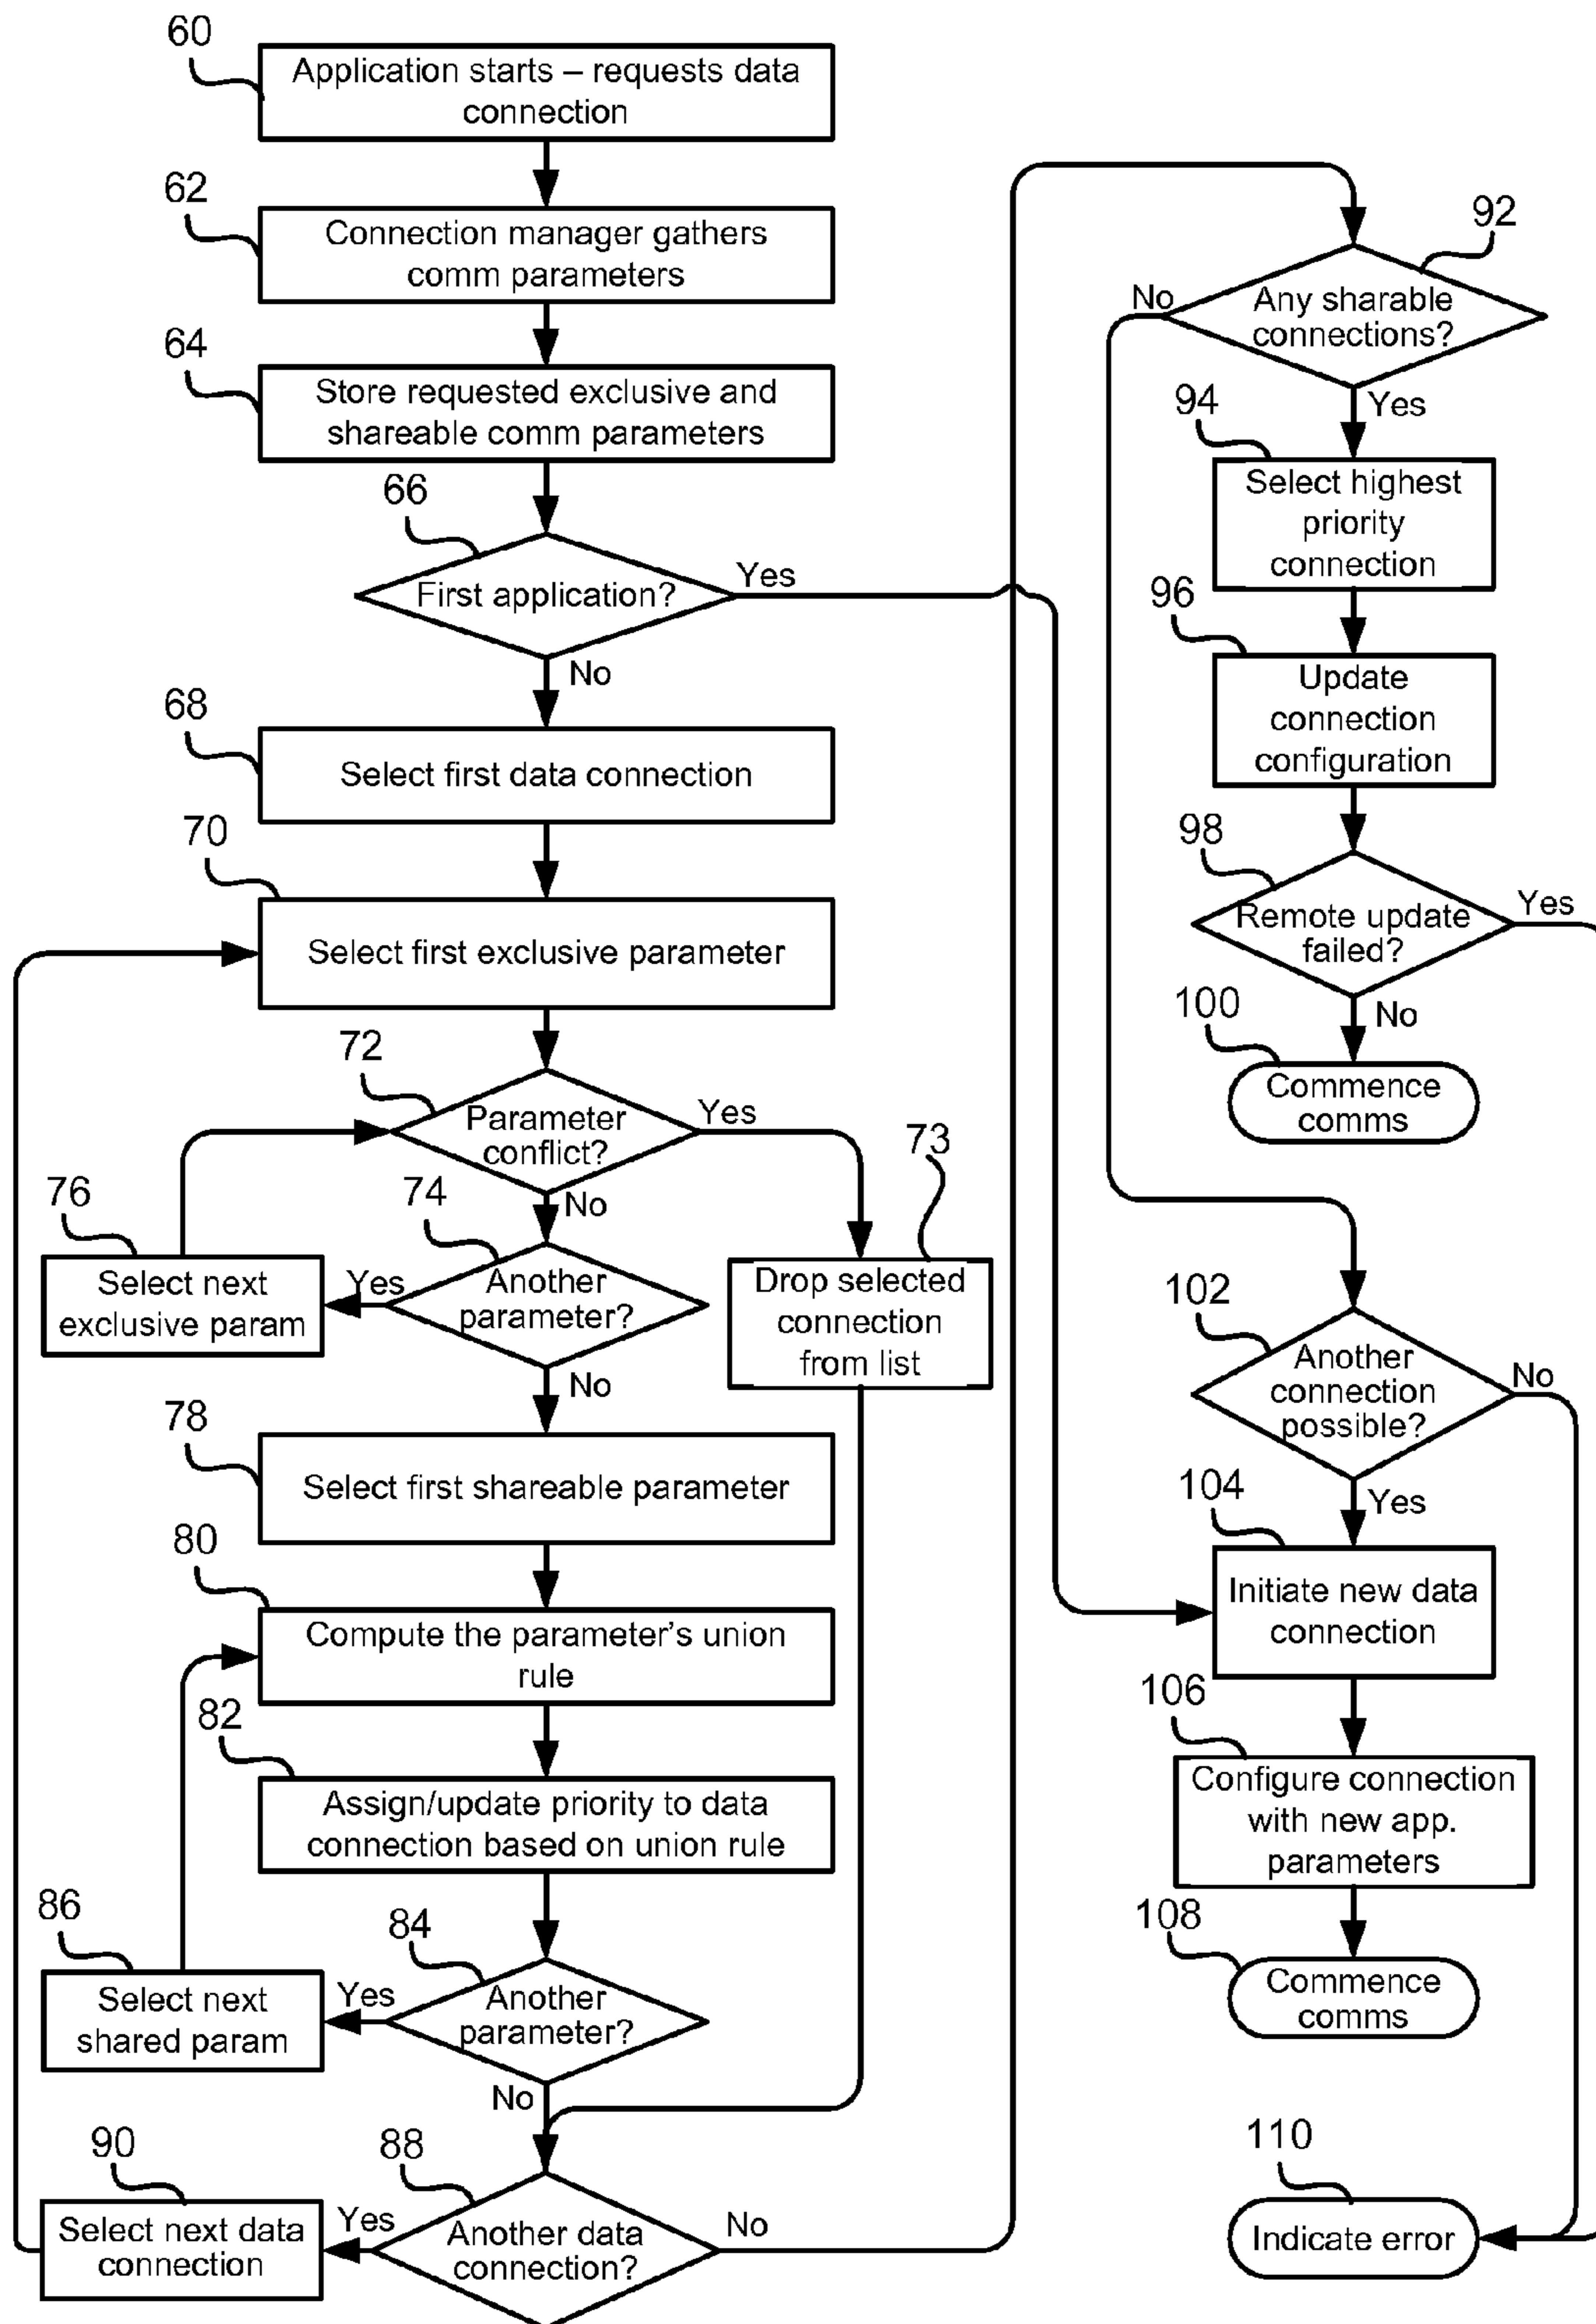 60
Application starts – requests data
connection
62
Connection manager gathers
comm parameters
64
Store requested exclusive and
shareable comm parameters
66
First application?
Yes
No
68
Select first data connection
70
Select first exclusive parameter
72
Parameter
conflict?
Yes
No
73
Drop selected
connection
from list
74
Another
parameter?
Yes
No
76
Select next
exclusive param
78
Select first shareable parameter
80
Compute the parameter’s union
rule
82
Assign/update priority to data
connection based on union rule
84
Another
parameter?
Yes
No
86
Select next
shared param
88
Another data
connection?
Yes
No
90
Select next data
connection
92
Any sharable
connections?
No
Yes
94
Select highest
priority
connection
96
Update
connection
configuration
98
Remote update
failed?
Yes
No
100
Commence
comms
102
Another
connection
possible?
No
Yes
104
Initiate new data
connection
106
Configure connection
with new app.
parameters
108
Commence
comms
110
Indicate error